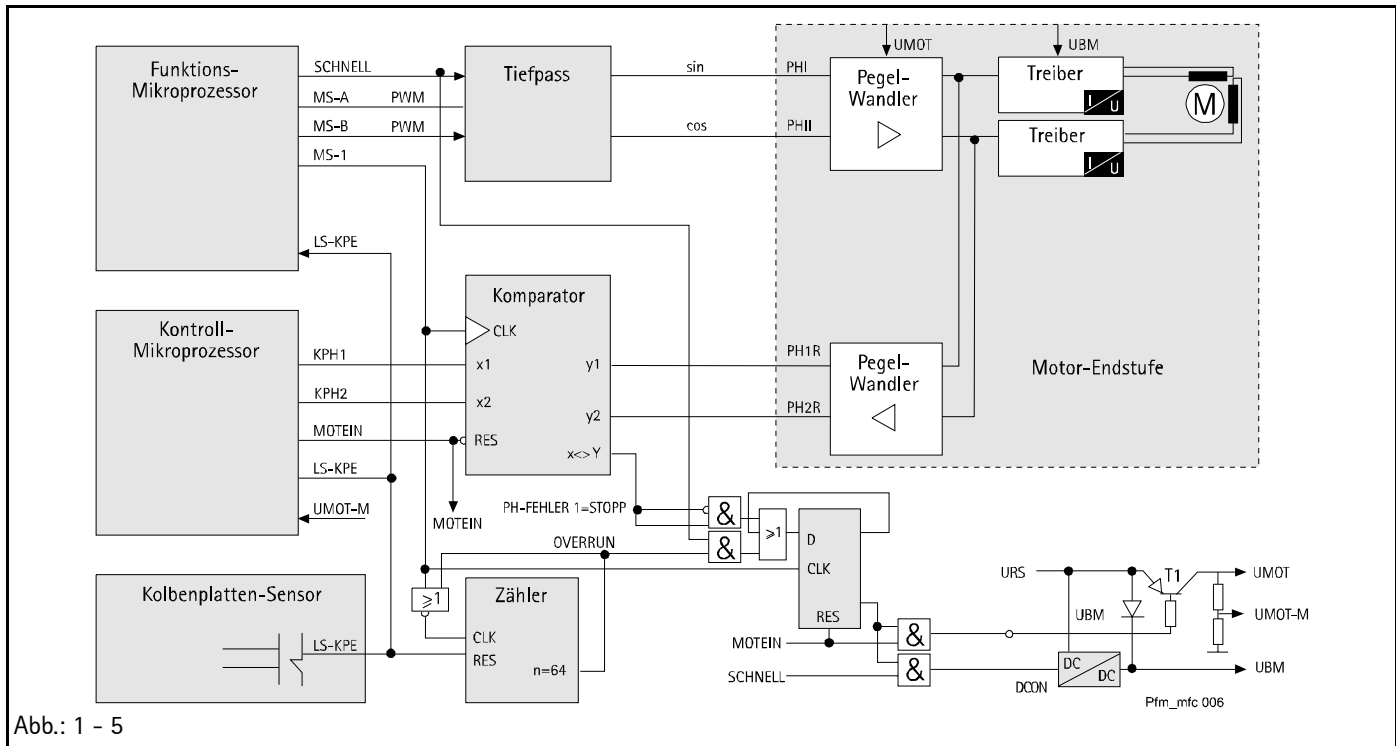 Funktions-
Mikroprozessor
SCHNELL
MS-A PWM
MS-B PWM
MS-1
LS-KPE
Tiefpass
sin
cos
PHI
PHII
UMOT
UBM
Pegel-
Wandler
Treiber
I U
Treiber
I U
M
Kontroll-
Mikroprozessor
KPH1
KPH2
MOTEIN
LS-KPE
UMOT-M
Komparator
CLK
x1
x2
RES
y1
y2
x<>Y
MOTEIN
PH1R
PH2R
Pegel-
Wandler
Motor-Endstufe
PH-FEHLER 1=STOPP
OVERRUN
&
&
≥1
D
CLK
RES
Kolbenplatten-Sensor
LS-KPE
≥1
Zähler
CLK
RES
n=64
MOTEIN
SCHNELL
&
&
URS
UBM
T1
UMOT
UMOT-M
UBM
DC
DC
DCON
Pfm_mfc 006
Abb.: 1 - 5